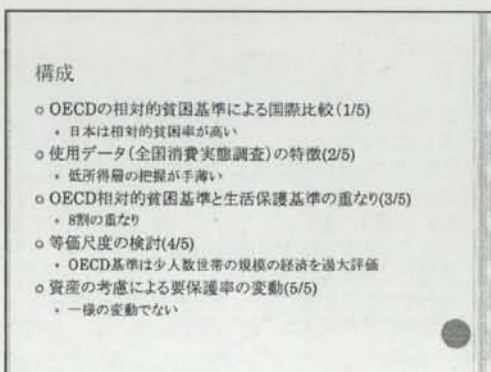 構成
OECDの相対的貧困基準による国際比較(1/5)
日本は相対的貧困率が高い
使用データ(全国消費実態調査)の特徴(2/5)
低所得層の把握が手薄い
OECD相対的貧困基準と生活保護基準の重なり(3/5)
8割の重なり
等価尺度の検討(4/5)
OECD基準は少人数世帯の規模の経済を過大評価
資産の考慮による要保護率の変動(5/5)
一様の変動でない